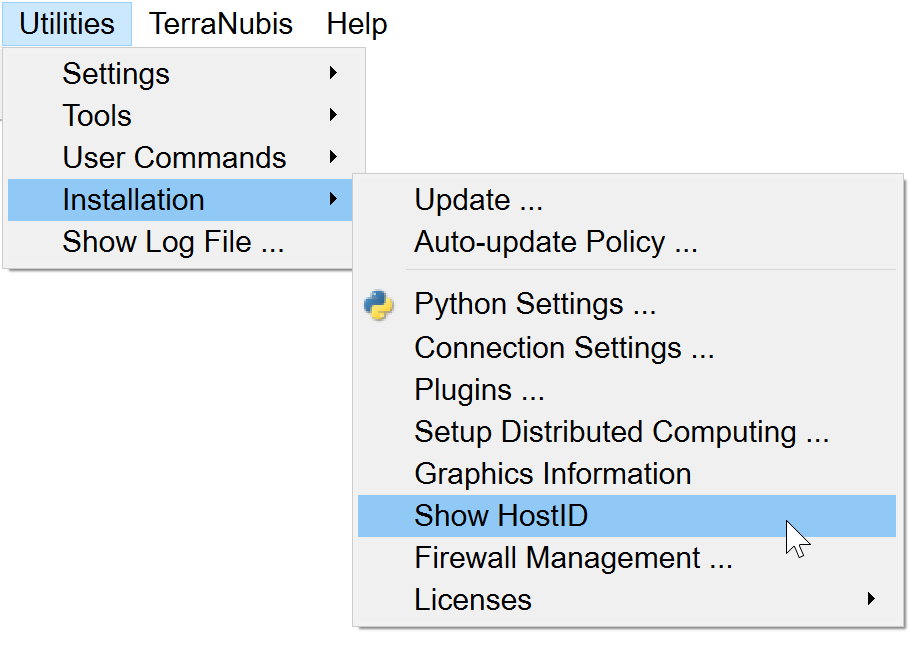 Utilities TerraNubis Help
Settings
Tools
User Commands
Installation
Show Log File ...
Update ...
Auto-update Policy ...
Python Settings ...
Connection Settings ...
Plugins ...
Setup Distributed Computing ...
Graphics Information
Show HostID
Firewall Management ...
Licenses